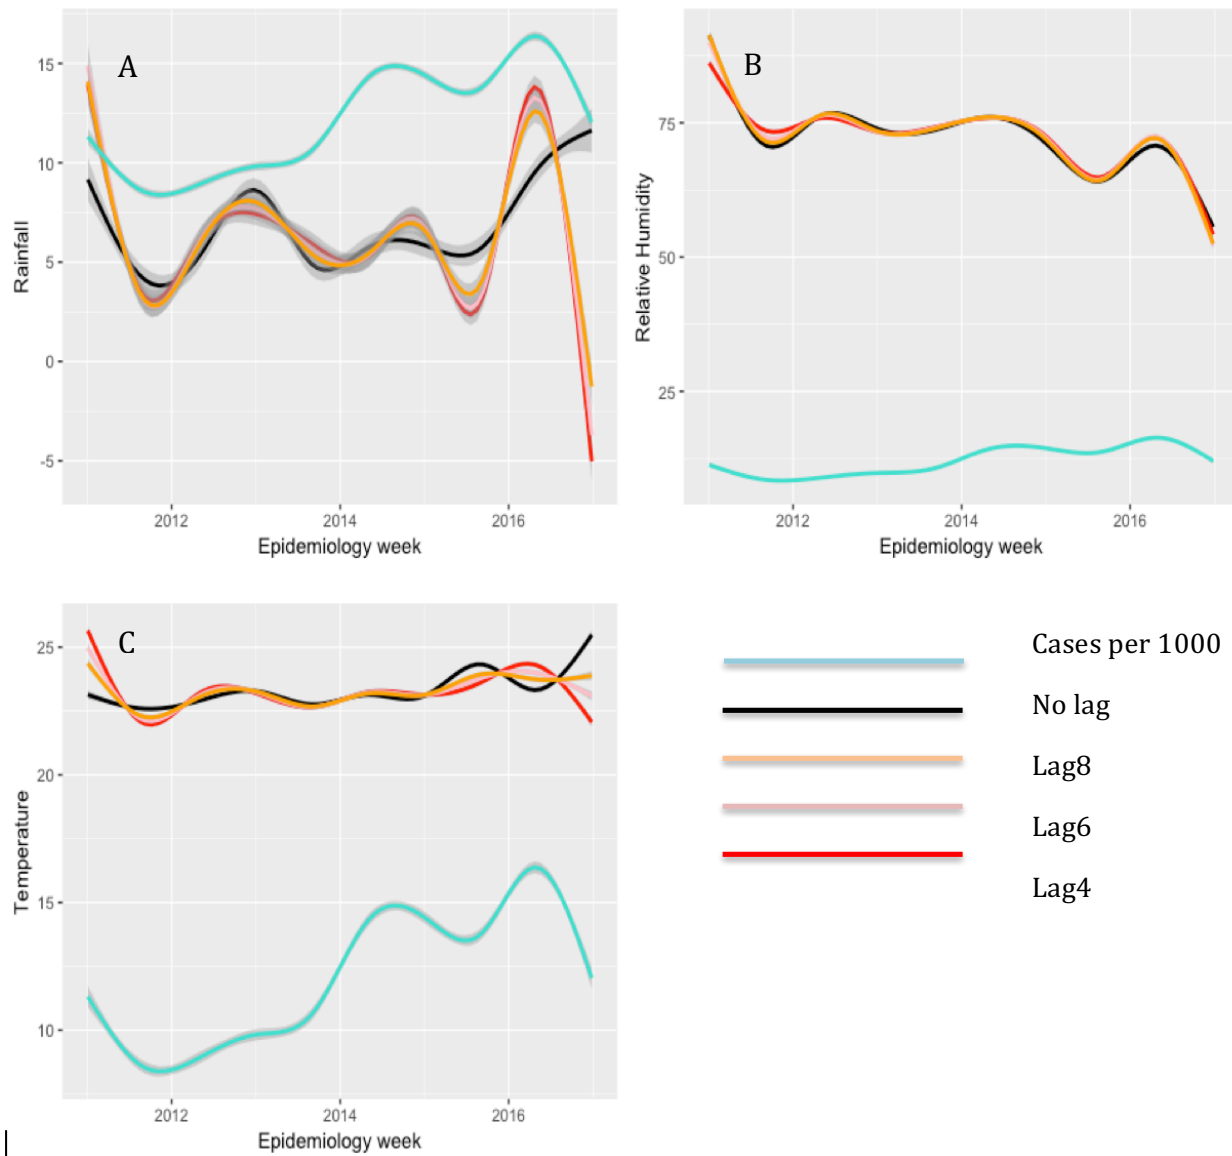 A
15
10
5
0
-5
Rainfall
2012
2014
2016
Epidemiology week
B
75
50
25
Relative Humidity
2012
2014
2016
Epidemiology week
C
25
20
15
10
Temperature
2012
2014
2016
Epidemiology week
Cases per 1000
No lag
Lag8
Lag6
Lag4